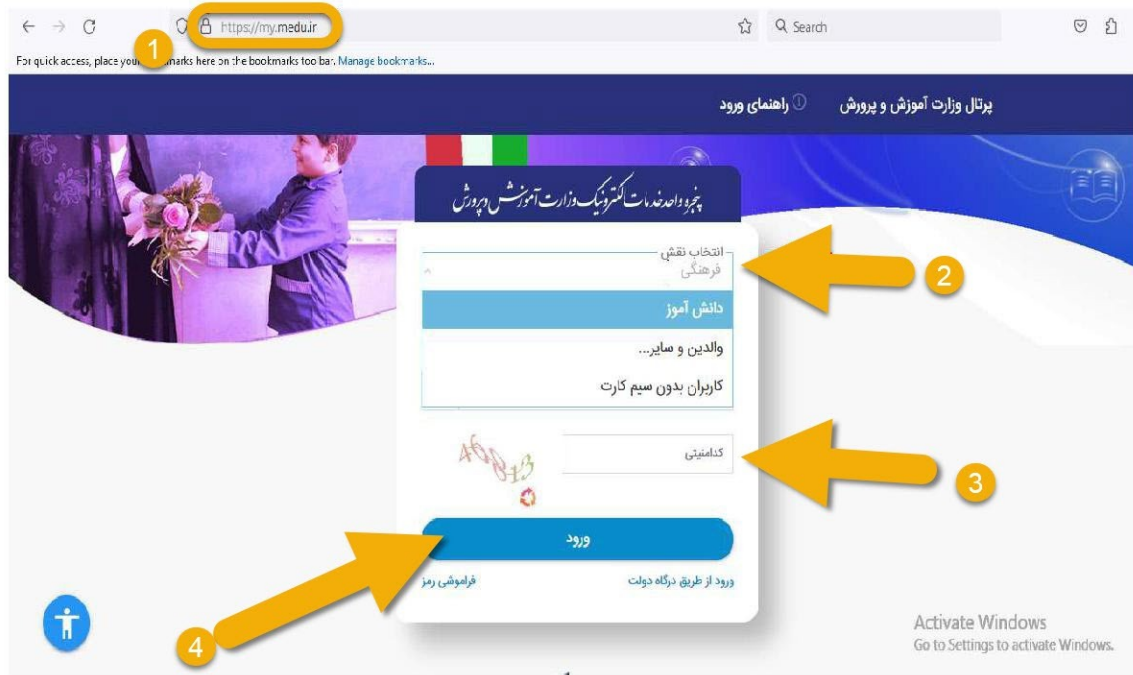 https://my.medu.ir
Search
1
For quick access, place your bookmarks here on the bookmarks toolbar. Manage bookmarks...
پرتال وزارت آموزش و پرورش
راهنمای ورود
پنجره واحد خدمات الکترونیک وزارت آموزش و پرورش
انتخاب نقش
فرهنگی
2
دانش آموز
والدین و سایر...
کاربران بدون سیم کارت
کدامنیتی
3
ورود
ورود از طریق درگاه دولت
فراموشی رمز
4
Activate Windows
Go to Settings to activate Windows.